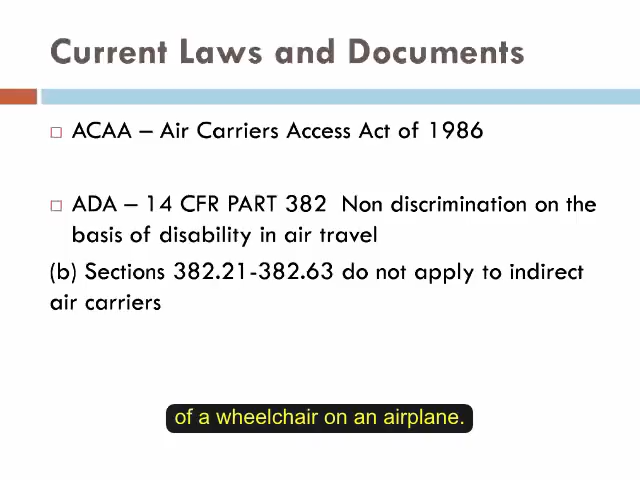 Current Laws and Documents
ACAA – Air Carriers Access Act of 1986
ADA – 14 CFR PART 382  Non discrimination on the
basis of disability in air travel
(b) Sections 382.21-382.63 do not apply to indirect
air carriers
of a wheelchair on an airplane.